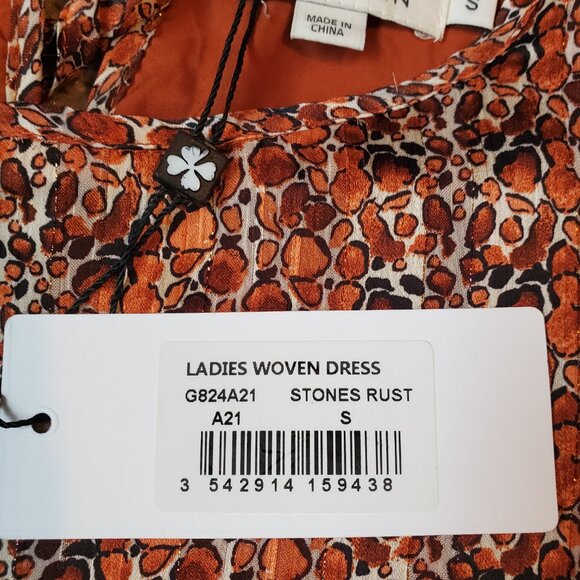 MADE IN
CHINA
S
LADIES WOVEN DRESS
G824A21 STONES RUST
A21 S
3 542914 159438